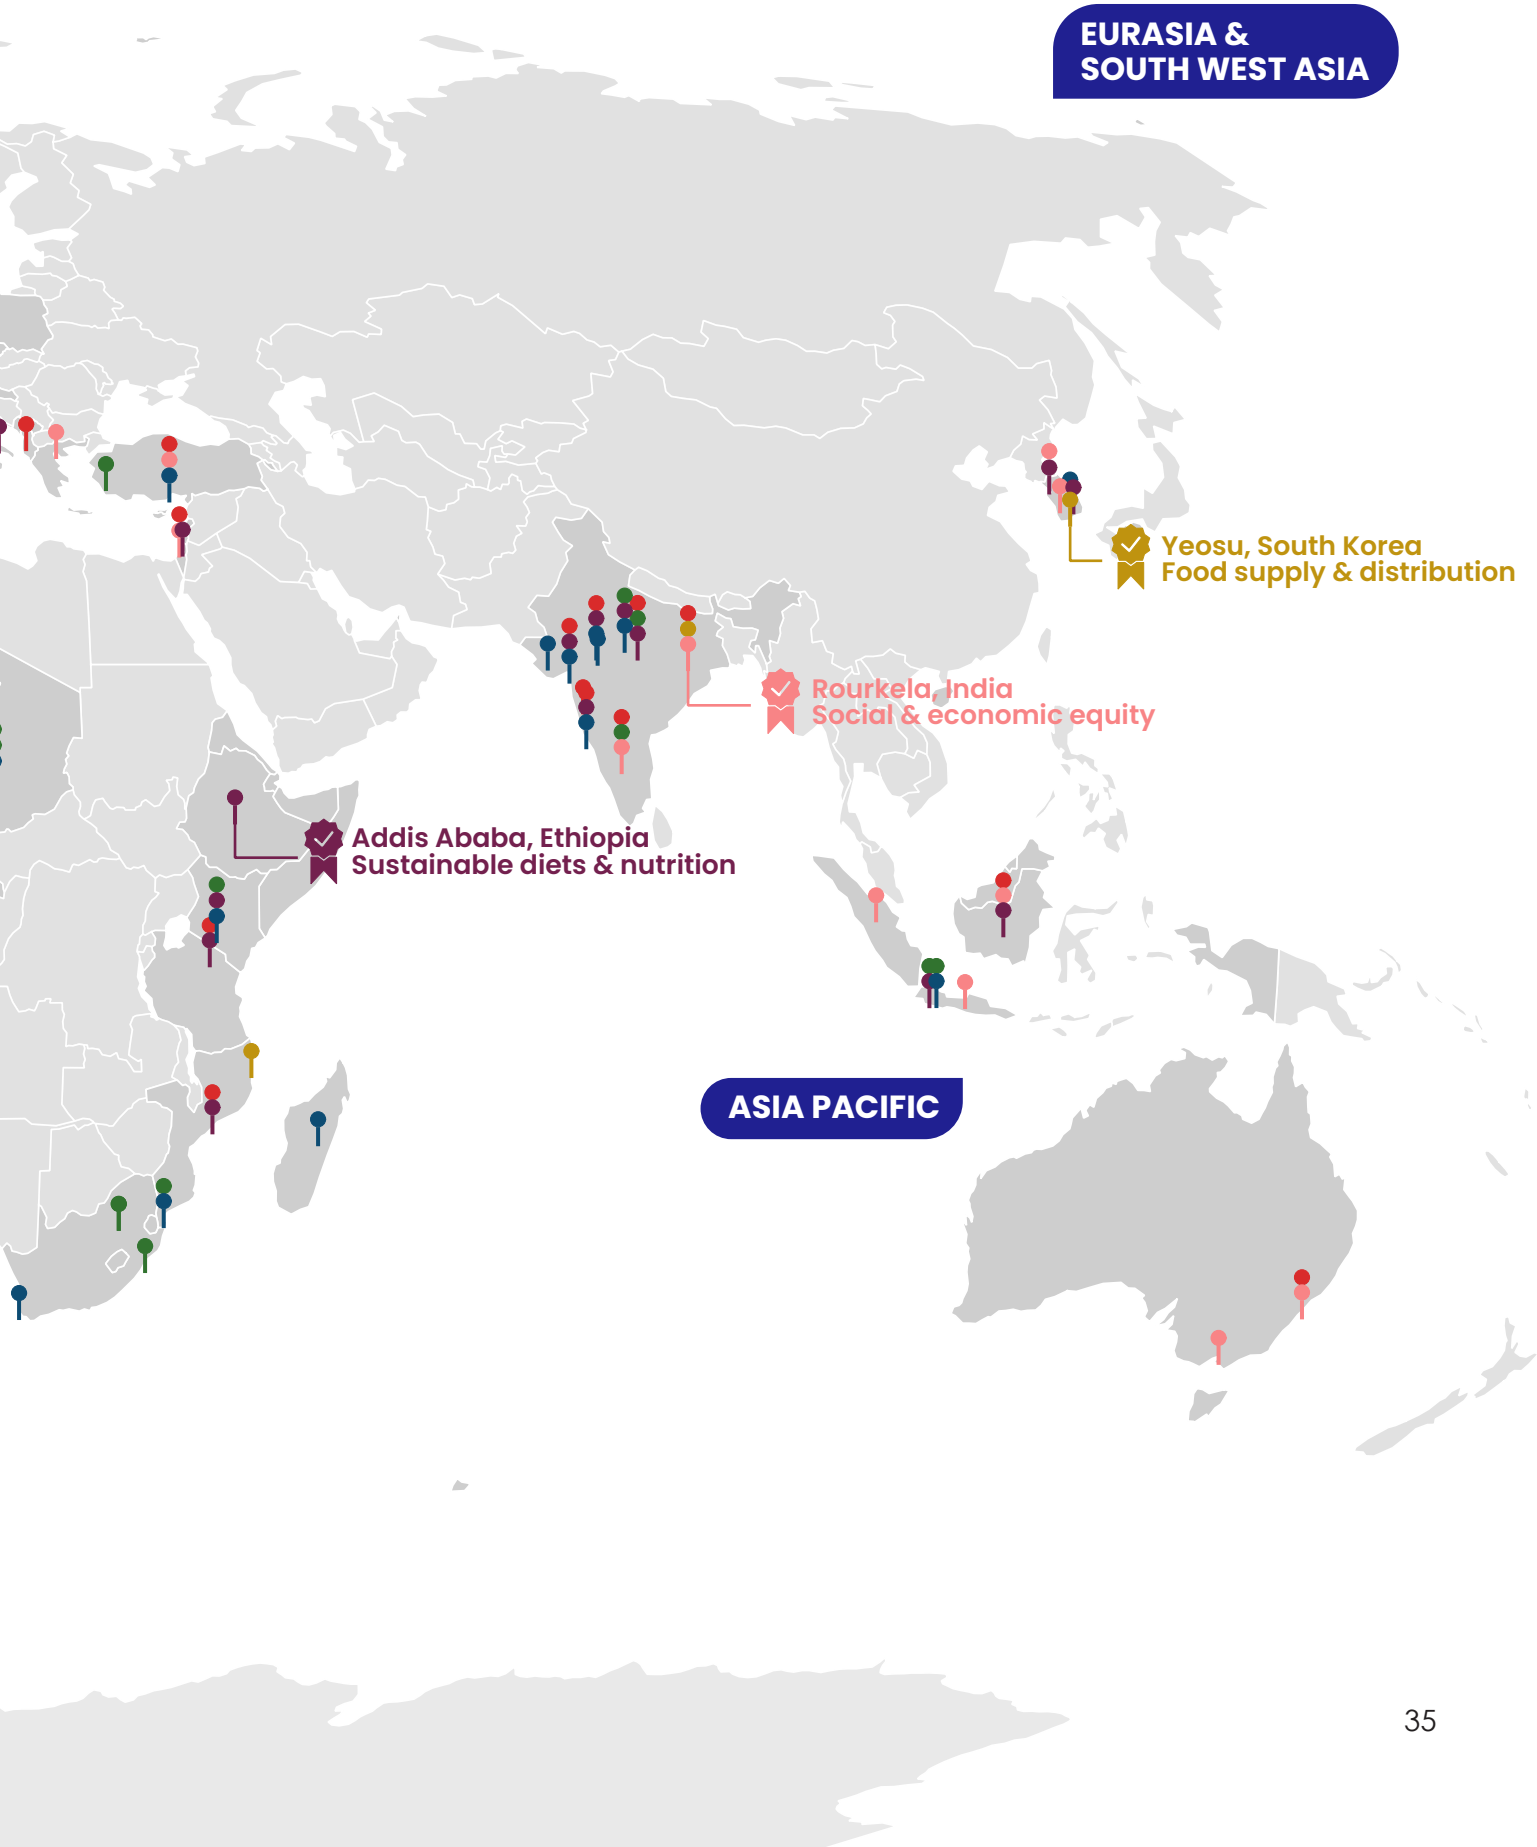 EURASIA &
SOUTH WEST ASIA
Yeosu, South Korea
Food supply & distribution
Rourkela, India
Social & economic equity
Addis Ababa, Ethiopia
Sustainable diets & nutrition
ASIA PACIFIC
35